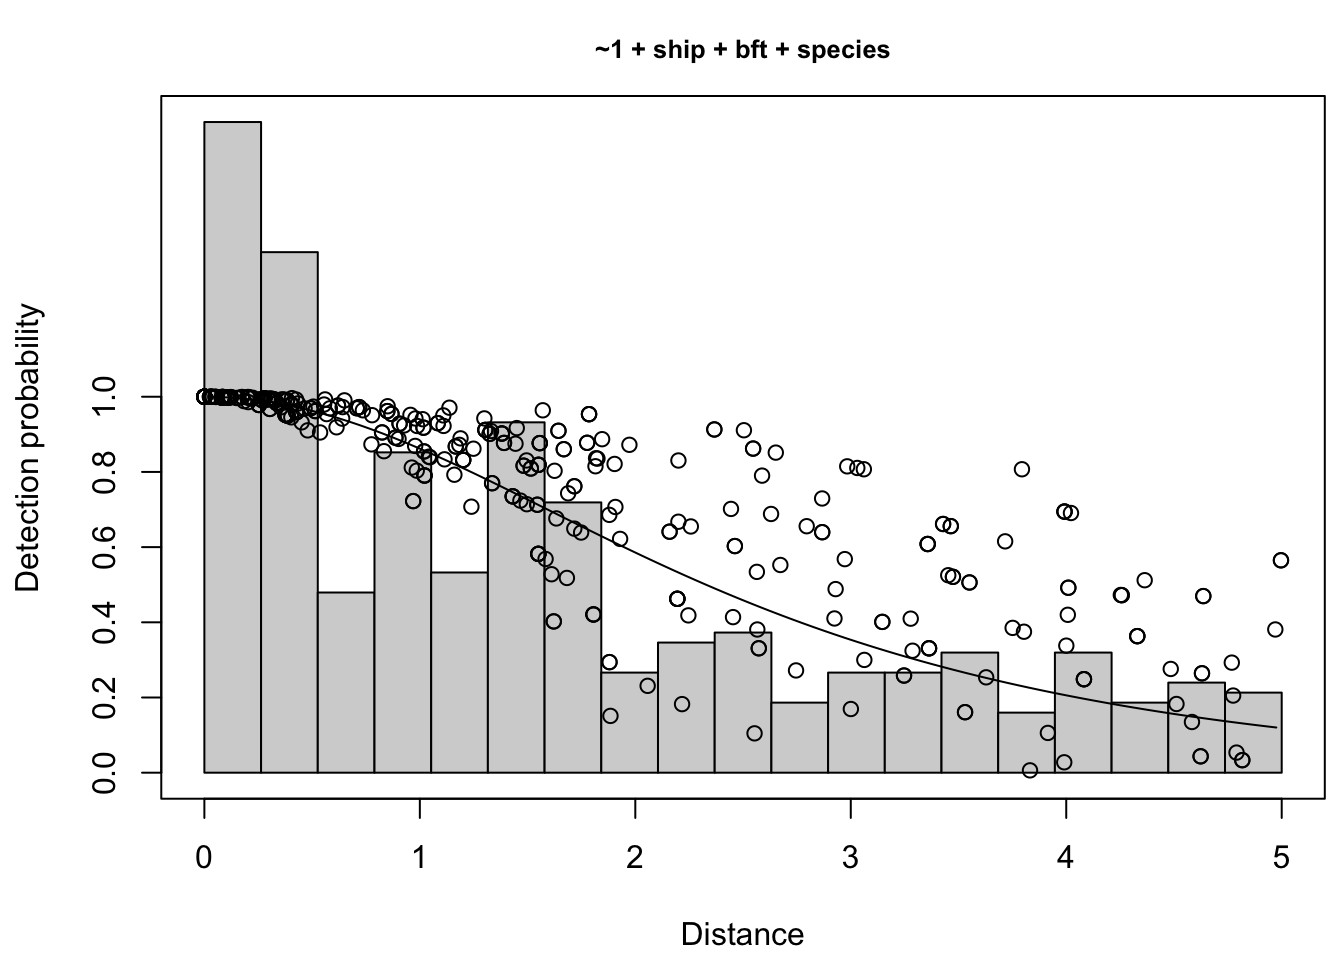 ~1 + ship + bft + species
Detection probability
1.0
0.8
0.6
0.4
0.2
0.0
0 1 2 3 4 5
Distance